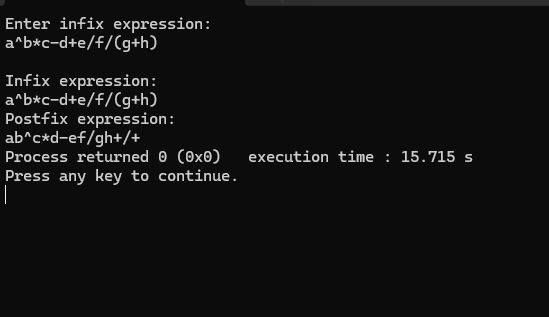 Enter infix expression:
a^b*c-d+e/f/(g+h)
Infix expression:
a^b*c-d+e/f/(g+h)
Postfix expression:
ab^c*d-ef/gh+/+
Process returned 0 (0x0)   execution time : 15.715 s
Press any key to continue.